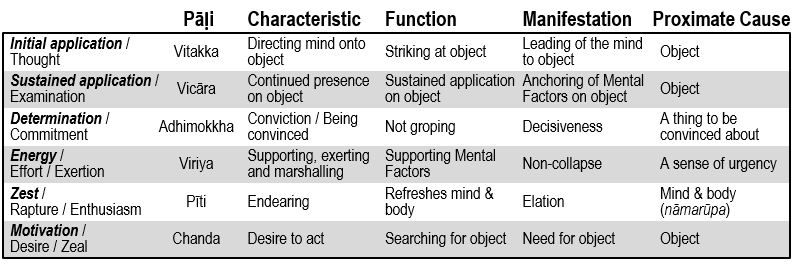 Pāḷi Characteristic Function Manifestation Proximate Cause
Initial application / Thought Vitakka Directing mind onto object Striking at object Leading of the mind to object Object
Sustained application / Examination Vicāra Continued presence on object Sustained application on object Anchoring of Mental Factors on object Object
Determination / Commitment Adhimokkha Conviction / Being convinced Not groping Decisiveness A thing to be convinced about
Energy / Effort / Exertion Viriya Supporting, exerting and marshalling Supporting Mental Factors Non-collapse A sense of urgency
Zest / Rapture / Enthusiasm Pīti Endearing Refreshes mind & body Elation Mind & body (nāmarūpa)
Motivation / Desire / Zeal Chanda Desire to act Searching for object Need for object Object